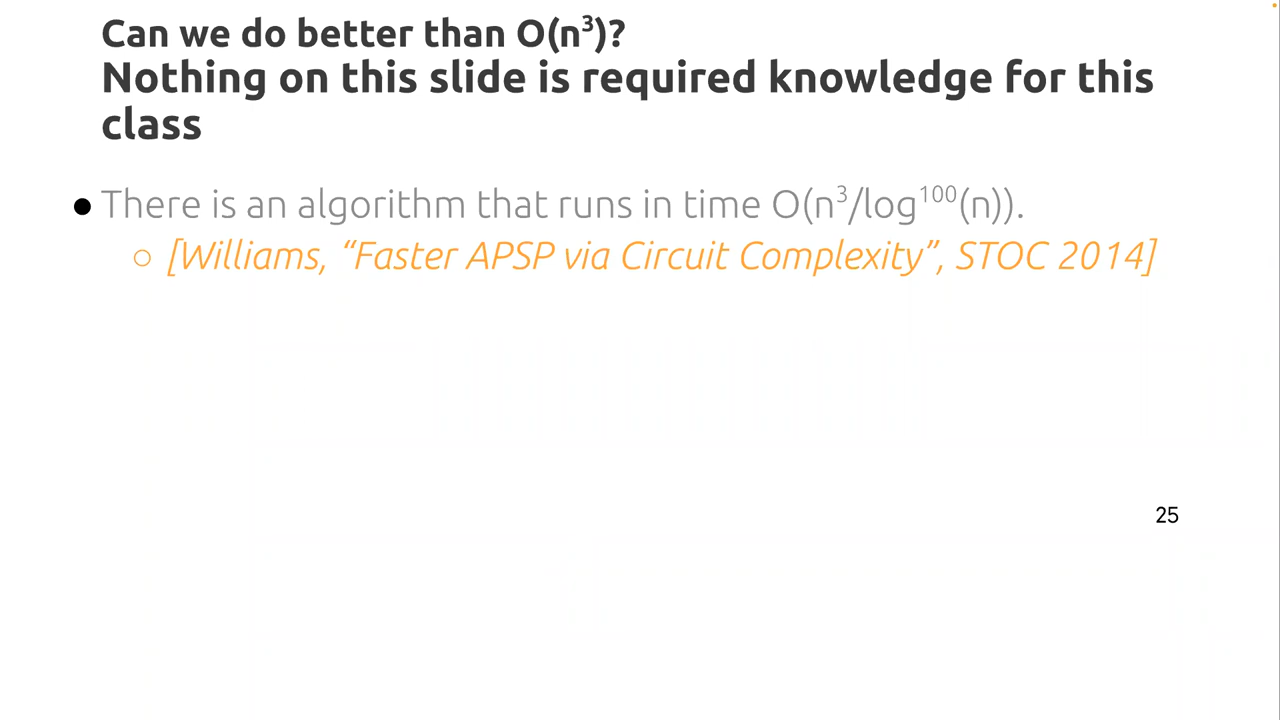 Can we do better than O(n³)?
Nothing on this slide is required knowledge for this
class
● There is an algorithm that runs in time O(n³/log¹⁰⁰(n)).
○ [Williams, “Faster APSP via Circuit Complexity”, STOC 2014]
25